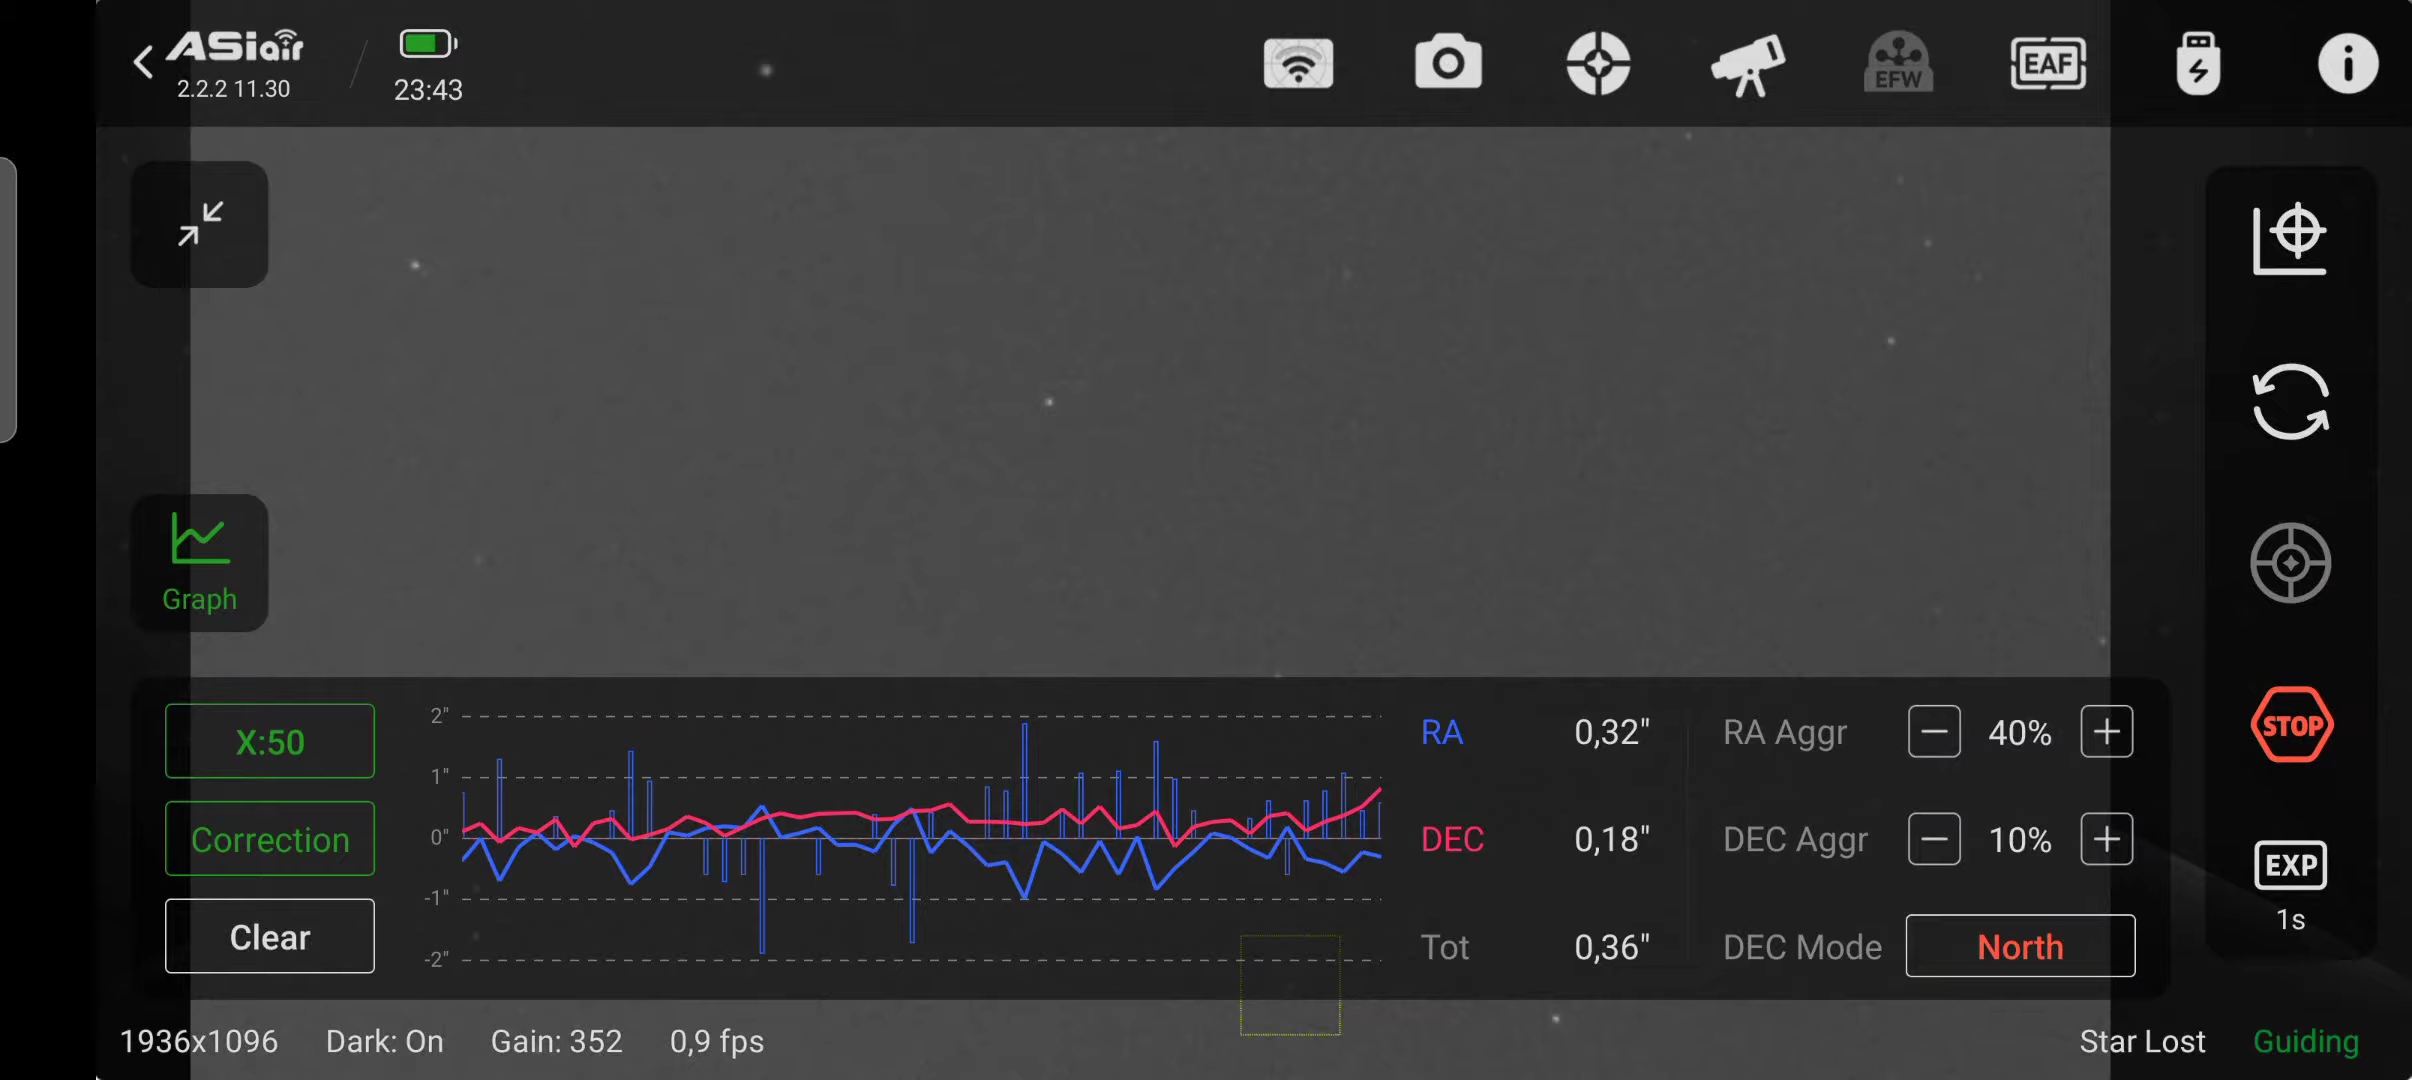 ASiair
2.2.2 11.30
23:43
EFW
EAF
Graph
X:50
Correction
Clear
2"
1"
0"
-1"
-2"
RA 0,32"
DEC 0,18"
Tot 0,36"
RA Aggr 40%
DEC Aggr 10%
DEC Mode North
STOP
EXP
1s
1936x1096 Dark: On Gain: 352 0,9 fps
Star Lost Guiding